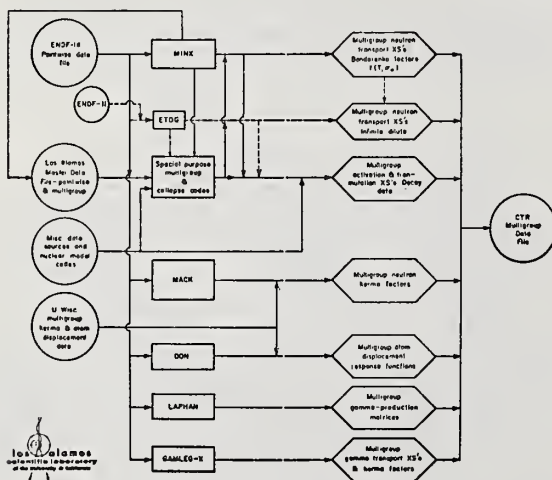 ENDF-III
Pointwise data
file
MINX
Multigroup neutron
transport XS's
Bondarenko factors
f(T, σ₀)
ENDF-II
ETOG
Multigroup neutron
transport XS's
Infinite dilute
Los Alamos
Master Data
File-pointwise
& multigroup
Special purpose
multigroup
&
collapse codes
Multigroup
activation & tran-
mutation XS's Decay
data
CTR
Multigroup
Data
File
Misc data
sources and
nuclear model
codes
MACK
Multigroup neutron
kerma factors
U Wisc
multigroup
kerma & atom
displacement
data
DON
Multigroup atom
displacement
response functions
LAPHAN
Multigroup
gamma-production
matrices
GAMLEG-X
Multigroup
gamma transport XS's
& kerma factors
los alamos
scientific laboratory
of the university of california